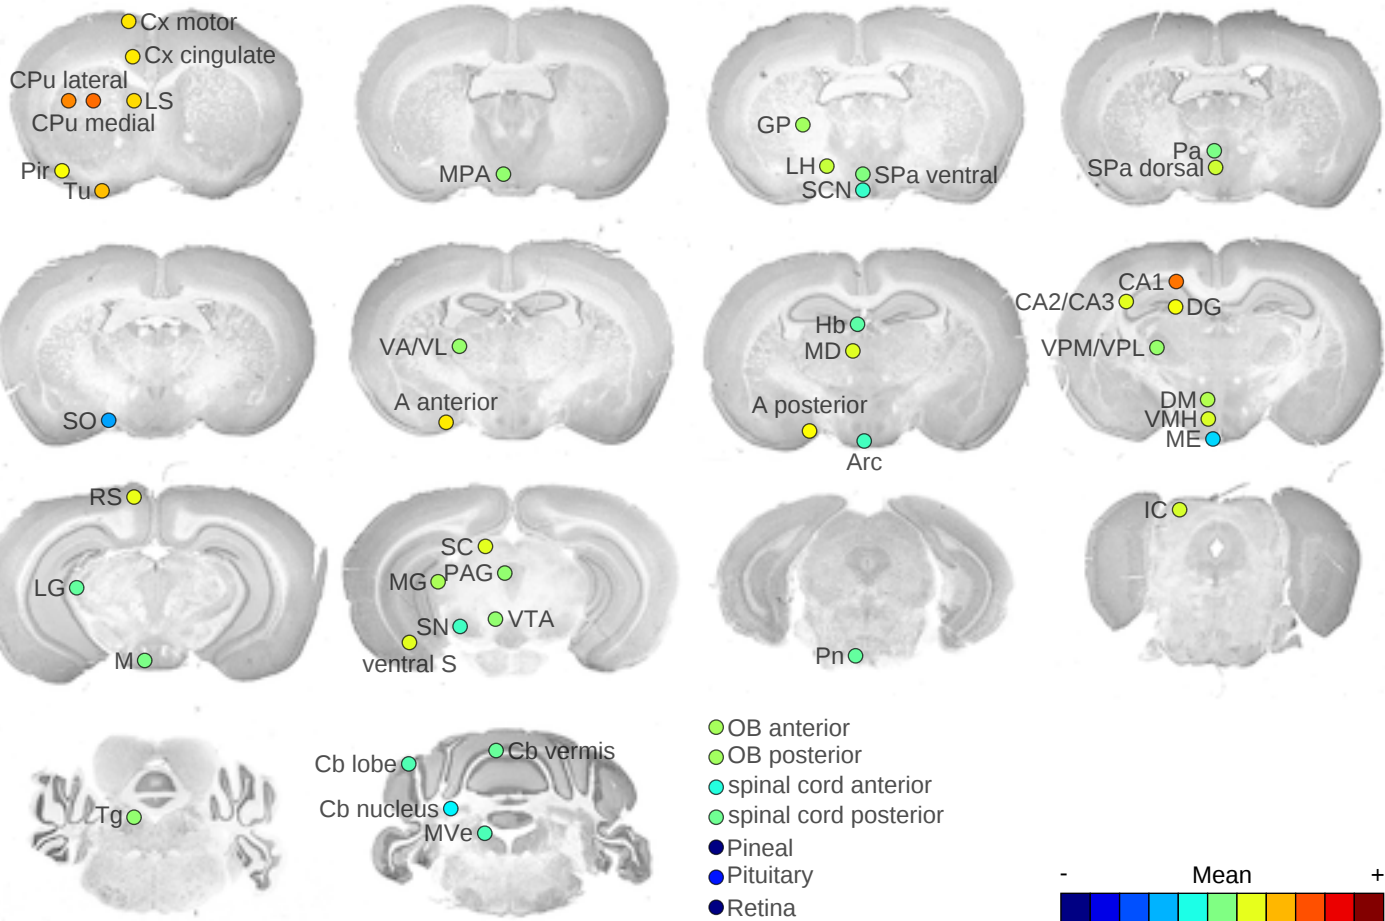 Cx motor
Cx cingulate
CPu lateral
LS
CPu medial
Pir
Tu
MPA
GP
LH
SPa ventral
SCN
Pa
SPa dorsal
SO
VA/VL
A anterior
Hb
MD
A posterior
Arc
CA1
CA2/CA3
DG
VPM/VPL
DM
VMH
ME
RS
LG
M
SC
MG
PAG
SN
VTA
ventral S
Pn
IC
Tg
Cb lobe
Cb vermis
Cb nucleus
MVe
OB anterior
OB posterior
spinal cord anterior
spinal cord posterior
Pineal
Pituitary
Retina
- Mean +